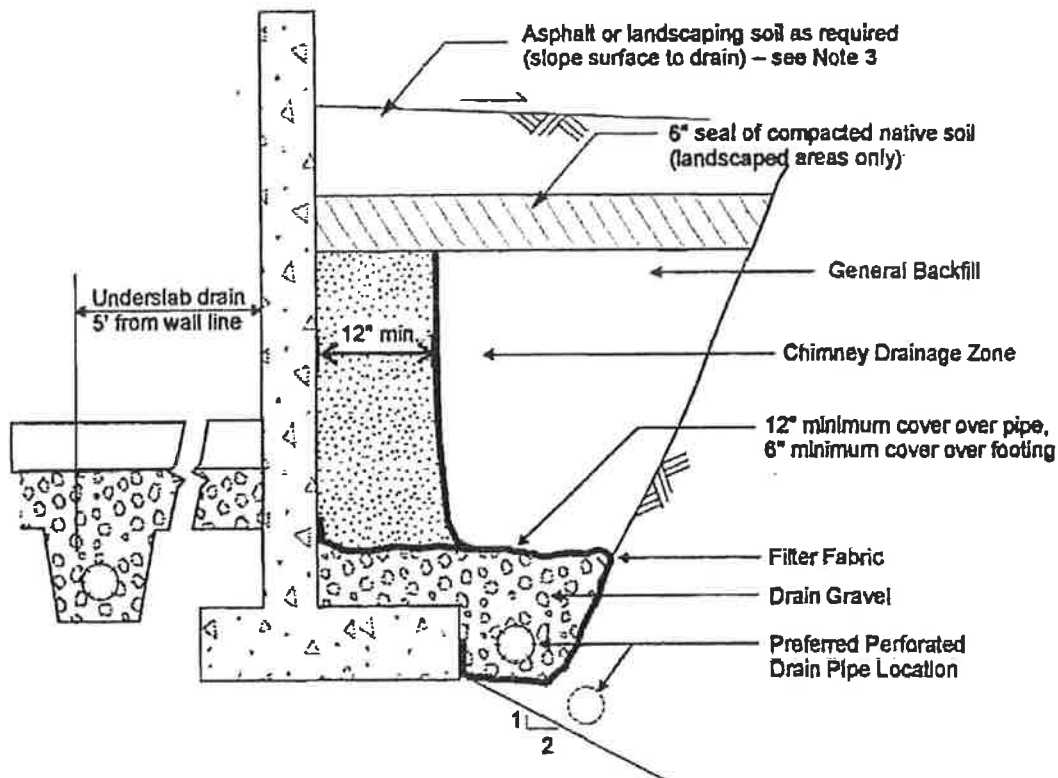 Asphalt or landscaping soil as required
(slope surface to drain) – see Note 3
6" seal of compacted native soil
(landscaped areas only)
General Backfill
Underslab drain
5' from wall line
12" min
Chimney Drainage Zone
12" minimum cover over pipe,
6" minimum cover over footing
Filter Fabric
Drain Gravel
Preferred Perforated
Drain Pipe Location
1
2